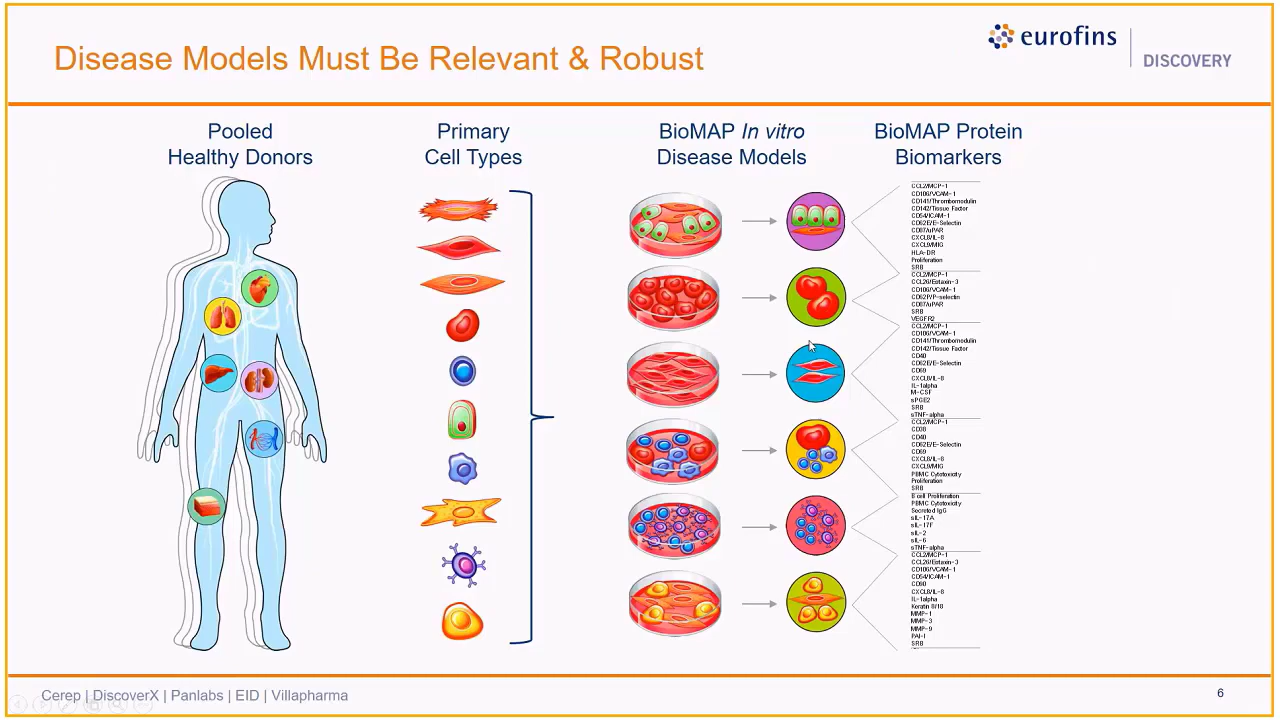 Disease Models Must Be Relevant & Robust
eurofins
DISCOVERY
Pooled
Healthy Donors
Primary
Cell Types
BioMAP In vitro
Disease Models
BioMAP Protein
Biomarkers
CCL2/MCP-1
CD106/VCAM-1
CD141/Thrombomodulin
CD142/Tissue Factor
CD54/ICAM-1
CD62E/E-Selectin
CD87/uPAR
CXCL8/IL-8
CXCL9/MIG
HLA-DR
Proliferation
SRB
CCL2/MCP-1
CCL26/Eotaxin-3
CD106/VCAM-1
CD62P/P-selectin
CD87/uPAR
SRB
VEGFR2
CCL2/MCP-1
CD106/VCAM-1
CD141/Thrombomodulin
CD142/Tissue Factor
CD40
CD62E/E-Selectin
CD69
CXCL8/IL-8
IL-1alpha
M-CSF
sPGE2
SRB
sTNF-alpha
CCL2/MCP-1
CD38
CD40
CD62E/E-Selectin
CD69
CXCL8/IL-8
CXCL9/MIG
PBMC Cytotoxicity
Proliferation
SRB
B cell Proliferation
PBMC Cytotoxicity
Secreted IgG
sIL-17A
sIL-17F
sIL-2
sIL-6
sTNF-alpha
CCL2/MCP-1
CCL26/Eotaxin-3
CD106/VCAM-1
CD54/ICAM-1
CD90
CXCL8/IL-8
IL-1alpha
Keratin 8/18
MMP-1
MMP-3
MMP-9
PAI-I
SRB
Cerep | DiscoverX | Panlabs | EID | Villapharma
6